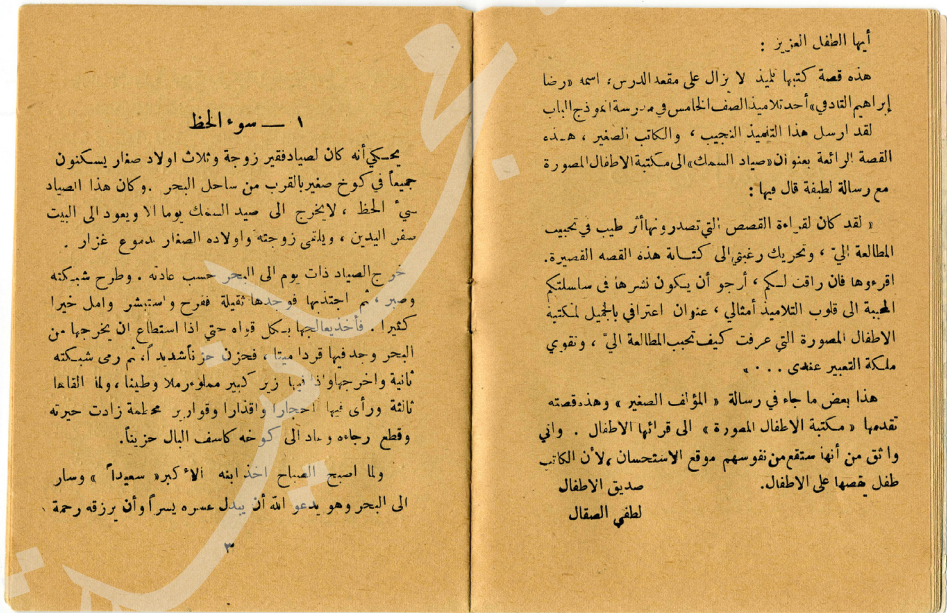 أيها الطفل العزيز :
هذه قصة كتبها تلميذ لا يزال على مقعد الدرس، اسمه «رضا
إبراهيم القادفي» أحد تلاميذ الصف الخامس في مدرسة انموذج الباب
لقد ارسل هذا التلميذ النجيب ، والكاتب الصغير ، هذه
القصة الرائعة بعنوان «صياد السمك» الى مكتبة الاطفال المصورة
مع رسالة لطيفة قال فيها :
« لقد كان لقراءة القصص التي تصدرونها أثر طيب في تحبيب
المطالعة اليّ ، وتحريك رغبتي الى كتابة هذه القصه القصيرة.
اقرءوها فان راقت لكم ، أرجو أن يكون نشرها في سلسلتكم
المحببة الى قلوب التلاميذ أمثالي ، عنوان اعترافي بالجميل لمكتبة
الاطفال المصورة التي عرفت كيف تحبب المطالعة اليّ ، وتقوي
ملكة التعبير عندي ... »
هذا بعض ما جاء في رسالة « المؤلف الصغير » وهذه قصته
تقدمها « مكتبة الاطفال المصورة » الى قرائها الاطفال . واني
واثق من أنها ستقع من نفوسهم موقع الاستحسان ، لأن الكاتب
طفل يقصها على الاطفال.
صديق الاطفال
لطفي الصقال
١ — سوء الحظ
يحكي أنه كان لصياد فقير زوجة وثلاث اولاد صغار يسكنون
جميعاً في كوخ صغير بالقرب من ساحل البحر . وكان هذا الصياد
سيء الحظ ، لايخرج الى صيد السمك يوما الا ويعود الى البيت
صفر اليدين ، ويلتقى زوجته واولاده الصغار بدموع غزار .
خرج الصياد ذات يوم الى البحر حسب عادته ، وطرح شبكته
وصبر ، ثم اجتذبها فوجدها ثقيلة ففرح واستبشر وامل خيرا
كثيرا . فأخذ يعالجها بكل قواه حتي اذا استطاع ان يخرجها من
البحر وجد فيها قردا ميتا ، فحزن حزناً شديداً ، ثم رمى شبكته
ثانية واخرجها واذا فيها زير كبير مملوء رملا وطينا ، ولما القاها
ثالثة ورأى فيها احجارا واقذارا وقوارير محطمة زادت حيرته
وقطع رجاءه وعاد الى كوخه كاسف البال حزيناً.
ولما اصبح الصباح اخذ ابنه الأكبر « سعيداً » وسار
الى البحر وهو يدعو الله أن يبدل عسره يسراً وأن يرزقه رحمة
٣